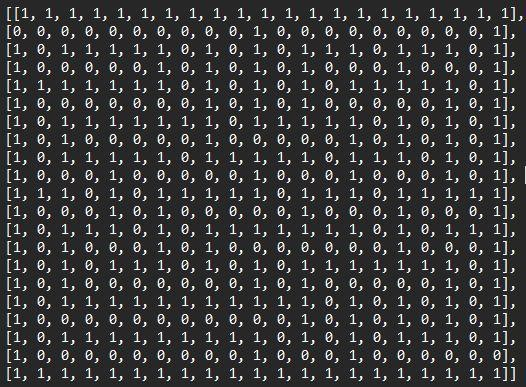 [[1, 1, 1, 1, 1, 1, 1, 1, 1, 1, 1, 1, 1, 1, 1, 1, 1, 1, 1, 1, 1],
[0, 0, 0, 0, 0, 0, 0, 0, 0, 0, 1, 0, 0, 0, 0, 0, 0, 0, 0, 0, 1],
[1, 0, 1, 1, 1, 1, 1, 0, 1, 0, 1, 0, 1, 1, 1, 0, 1, 1, 1, 0, 1],
[1, 0, 0, 0, 0, 0, 1, 0, 1, 0, 1, 0, 1, 0, 0, 0, 1, 0, 0, 0, 1],
[1, 1, 1, 1, 1, 1, 1, 0, 1, 0, 1, 0, 1, 0, 1, 1, 1, 1, 1, 0, 1],
[1, 0, 0, 0, 0, 0, 0, 0, 1, 0, 1, 0, 1, 0, 0, 0, 0, 0, 1, 0, 1],
[1, 0, 1, 1, 1, 1, 1, 1, 1, 0, 1, 1, 1, 1, 1, 0, 1, 0, 1, 0, 1],
[1, 0, 1, 0, 0, 0, 0, 0, 1, 0, 0, 0, 0, 0, 1, 0, 1, 0, 1, 0, 1],
[1, 0, 1, 1, 1, 1, 1, 0, 1, 1, 1, 1, 1, 0, 1, 1, 1, 0, 1, 0, 1],
[1, 0, 0, 0, 1, 0, 0, 0, 0, 0, 1, 0, 0, 0, 1, 0, 0, 0, 1, 0, 1],
[1, 1, 1, 0, 1, 0, 1, 1, 1, 1, 1, 0, 1, 1, 1, 0, 1, 1, 1, 1, 1],
[1, 0, 0, 0, 1, 0, 1, 0, 0, 0, 0, 0, 1, 0, 0, 0, 1, 0, 0, 0, 1],
[1, 0, 1, 1, 1, 0, 1, 0, 1, 1, 1, 1, 1, 1, 1, 0, 1, 0, 1, 1, 1],
[1, 0, 1, 0, 0, 0, 1, 0, 1, 0, 0, 0, 0, 0, 0, 0, 1, 0, 0, 0, 1],
[1, 0, 1, 0, 1, 1, 1, 0, 1, 0, 1, 0, 1, 1, 1, 1, 1, 1, 1, 0, 1],
[1, 0, 1, 0, 0, 0, 0, 0, 1, 0, 1, 0, 1, 0, 0, 0, 1, 0, 1, 0, 1],
[1, 0, 1, 1, 1, 1, 1, 1, 1, 1, 1, 1, 1, 0, 1, 0, 1, 0, 1, 0, 1],
[1, 0, 0, 0, 0, 0, 0, 0, 0, 0, 0, 0, 1, 0, 1, 0, 1, 0, 1, 0, 1],
[1, 0, 1, 1, 1, 1, 1, 1, 1, 0, 1, 0, 1, 0, 1, 0, 1, 0, 1, 0, 1],
[1, 0, 0, 0, 0, 0, 0, 0, 0, 0, 1, 0, 0, 0, 1, 0, 1, 0, 0, 0, 0],
[1, 1, 1, 1, 1, 1, 1, 1, 1, 1, 1, 1, 1, 1, 1, 1, 1, 1, 1, 1, 1]]